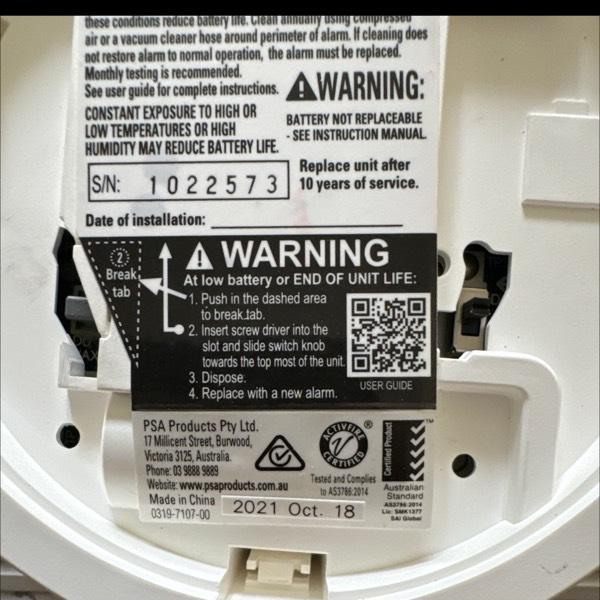 these conditions reduce battery life. Clean annually using compressed
air or a vacuum cleaner hose around perimeter of alarm. If cleaning does
not restore alarm to normal operation, the alarm must be replaced.
Monthly testing is recommended.
See user guide for complete instructions.
WARNING:
CONSTANT EXPOSURE TO HIGH OR
LOW TEMPERATURES OR HIGH
HUMIDITY MAY REDUCE BATTERY LIFE.
BATTERY NOT REPLACEABLE
- SEE INSTRUCTION MANUAL.
S/N: 1022573
Replace unit after
10 years of service.
Date of installation:
2
Break
tab
WARNING
At low battery or END OF UNIT LIFE:
1. Push in the dashed area
to break tab.
2. Insert screw driver into the
slot and slide switch knob
towards the top most of the unit.
3. Dispose.
4. Replace with a new alarm.
USER GUIDE
PSA Products Pty Ltd.
17 Millicent Street, Burwood,
Victoria 3125, Australia.
Phone: 03 9888 9889
Website: www.psaproducts.com.au
Made in China
0319-7107-00
2021 Oct. 18
ACTIVFIRE
CERTIFIED
®
Tested and Complies
to AS3786:2014
Certified Product
TM
Australian
Standard
AS3786:2014
Lic: SMK1377
SAI Global